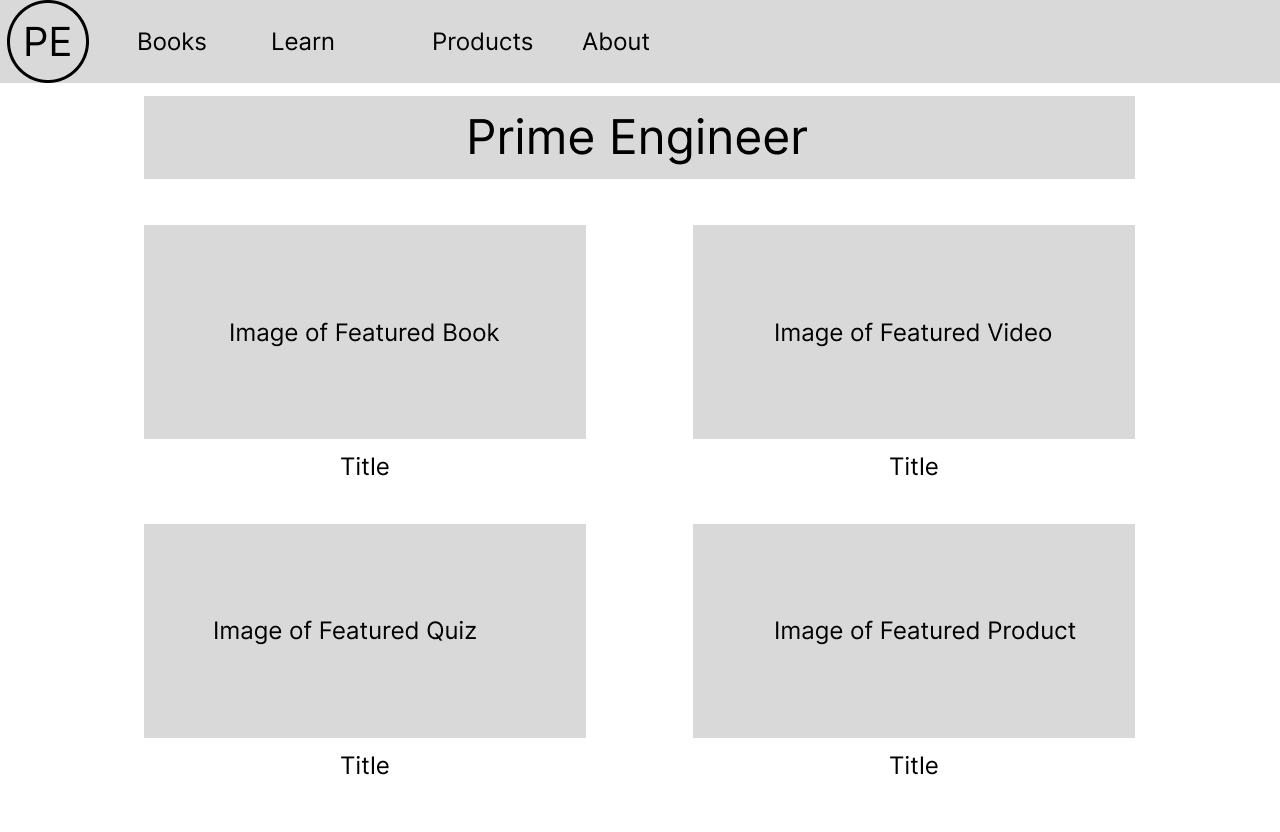 PE Books Learn Products About
Prime Engineer
Image of Featured Book
Image of Featured Video
Title
Title
Image of Featured Quiz
Image of Featured Product
Title
Title